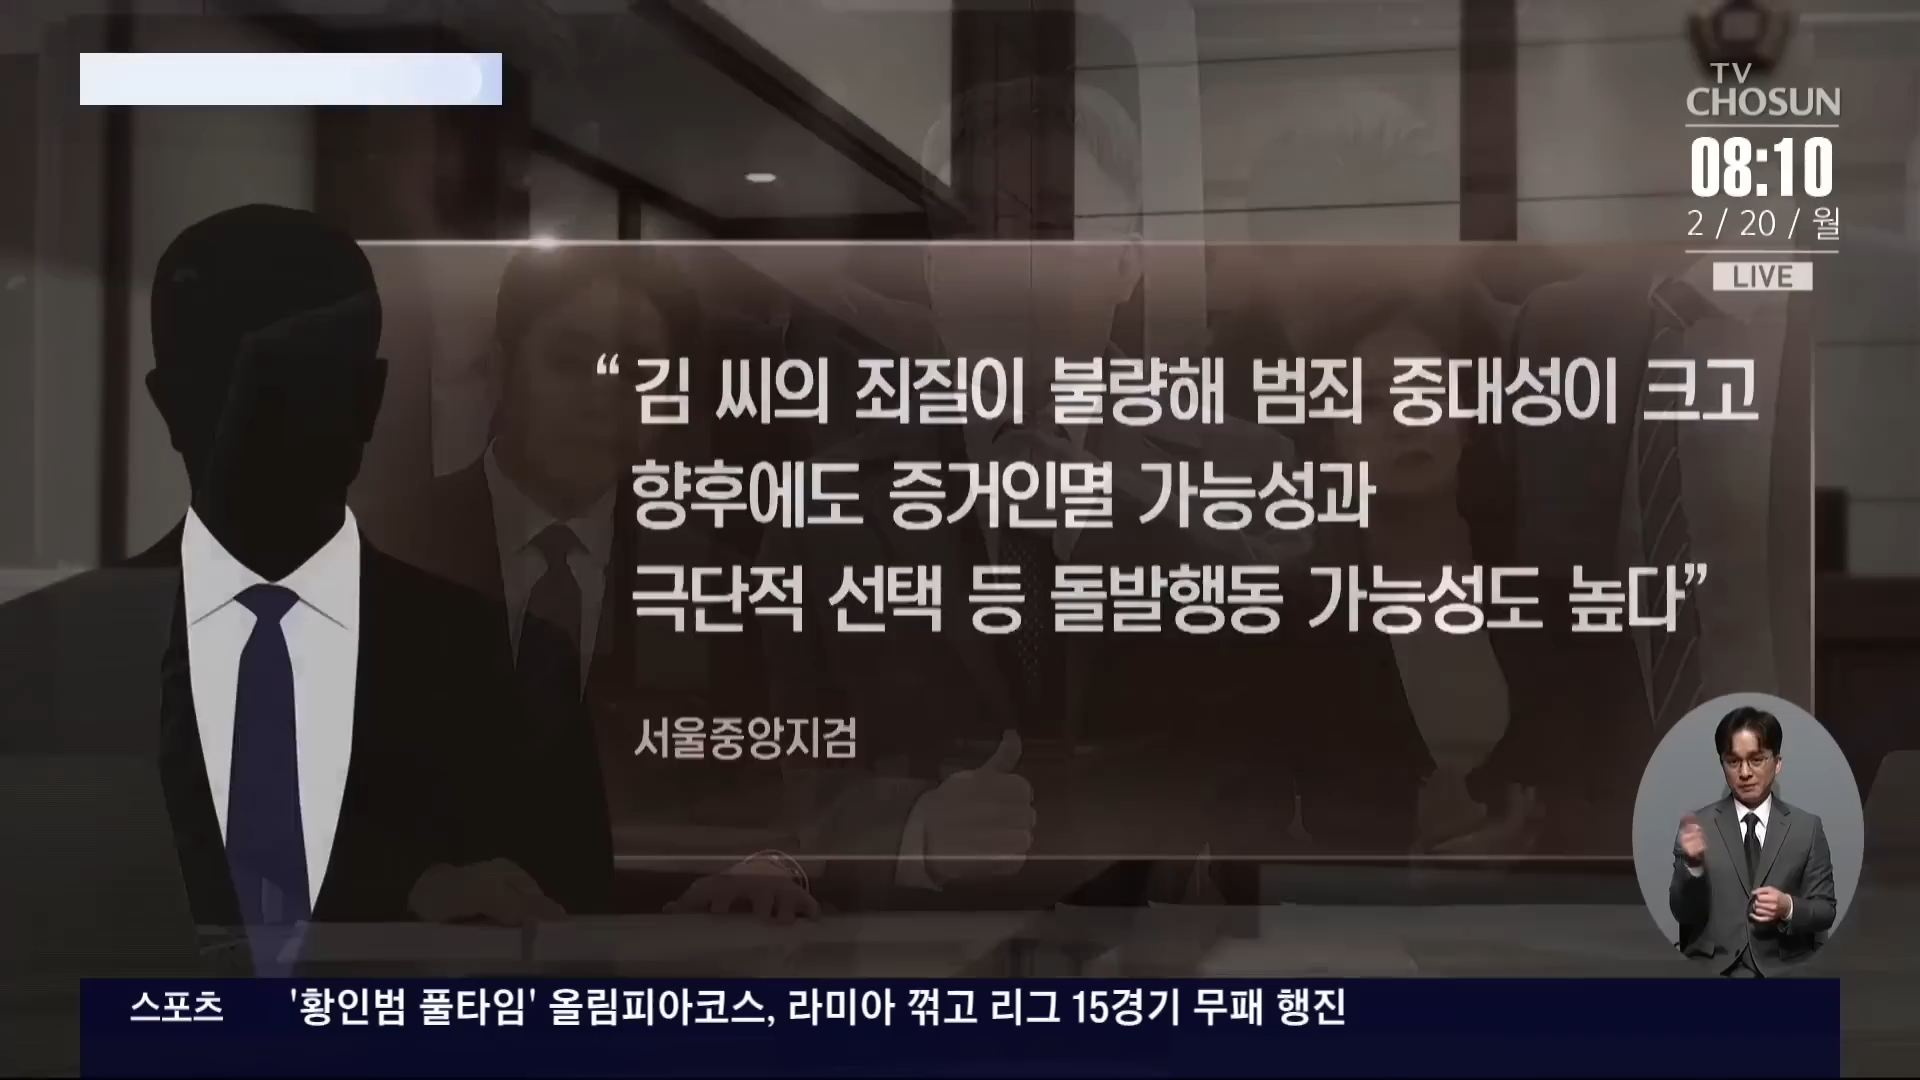 TV
CHOSUN
08:10
2 / 20 / 월
LIVE
“ 김 씨의 죄질이 불량해 범죄 중대성이 크고
향후에도 증거인멸 가능성과
극단적 선택 등 돌발행동 가능성도 높다”
서울중앙지검
스포츠 '황인범 풀타임' 올림피아코스, 라미아 꺾고 리그 15경기 무패 행진